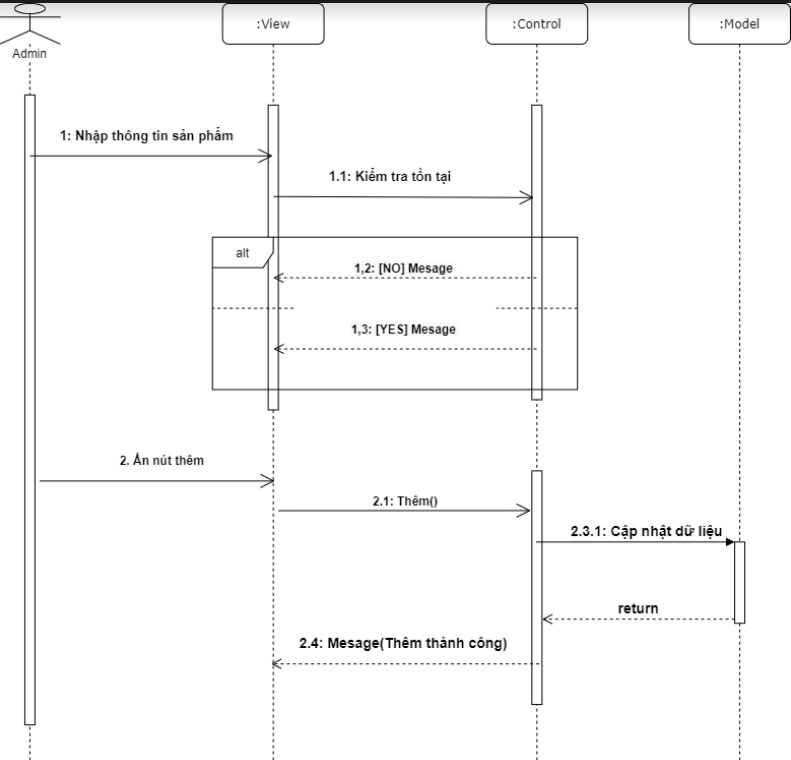 :View
:Control
:Model
Admin
1: Nhập thông tin sản phẩm
1.1: Kiểm tra tồn tại
alt
1,2: [NO] Mesage
1,3: [YES] Mesage
2. Ấn nút thêm
2.1: Thêm()
2.3.1: Cập nhật dữ liệu
return
2.4: Mesage(Thêm thành công)